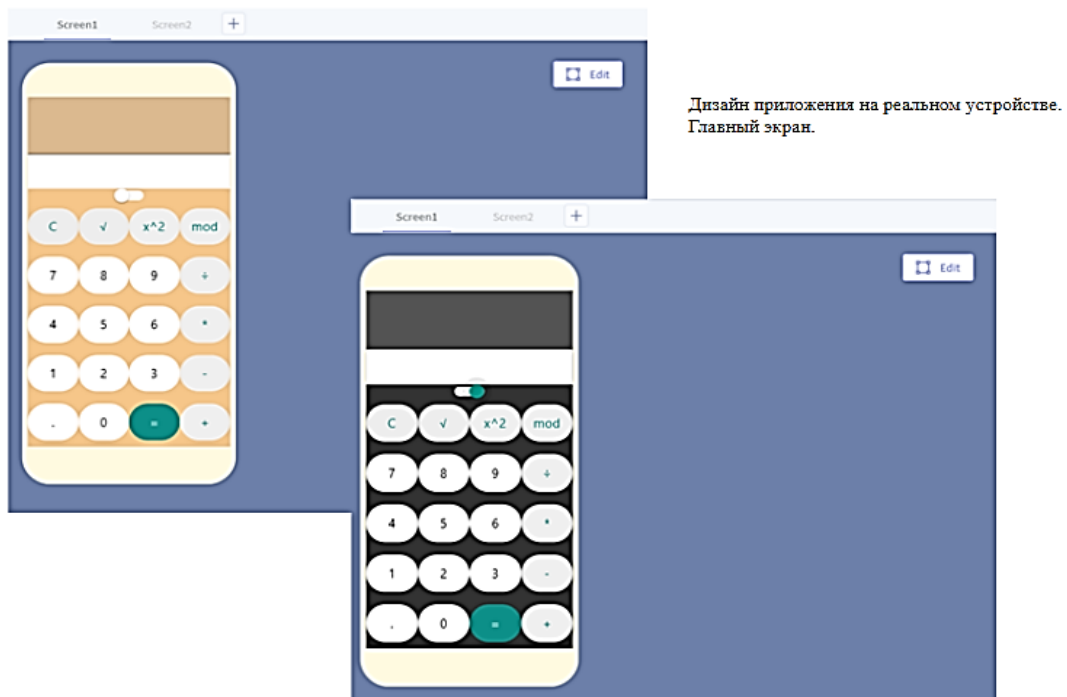 Screen1 Screen2 +
Edit
Дизайн приложения на реальном устройстве.
Главный экран.
C √ x^2 mod
7 8 9 ÷
4 5 6 *
1 2 3 -
. 0 = +
Screen1 Screen2 +
Edit
C √ x^2 mod
7 8 9 ÷
4 5 6 *
1 2 3 -
. 0 = +